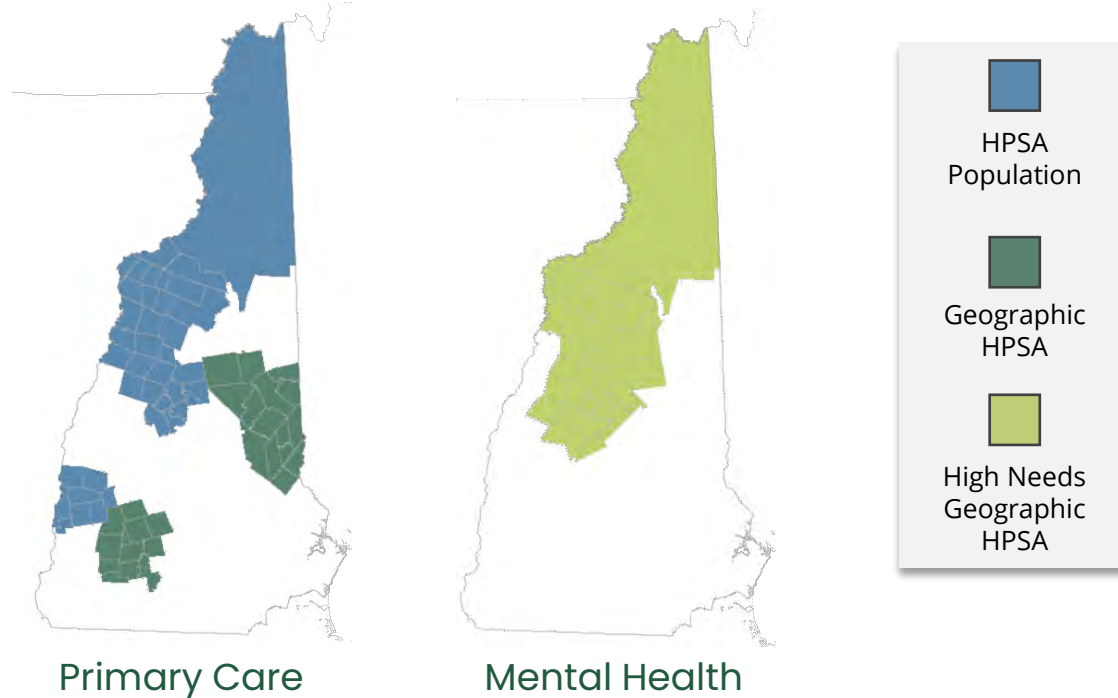 HPSA
Population
Geographic
HPSA
High Needs
Geographic
HPSA
Primary Care
Mental Health